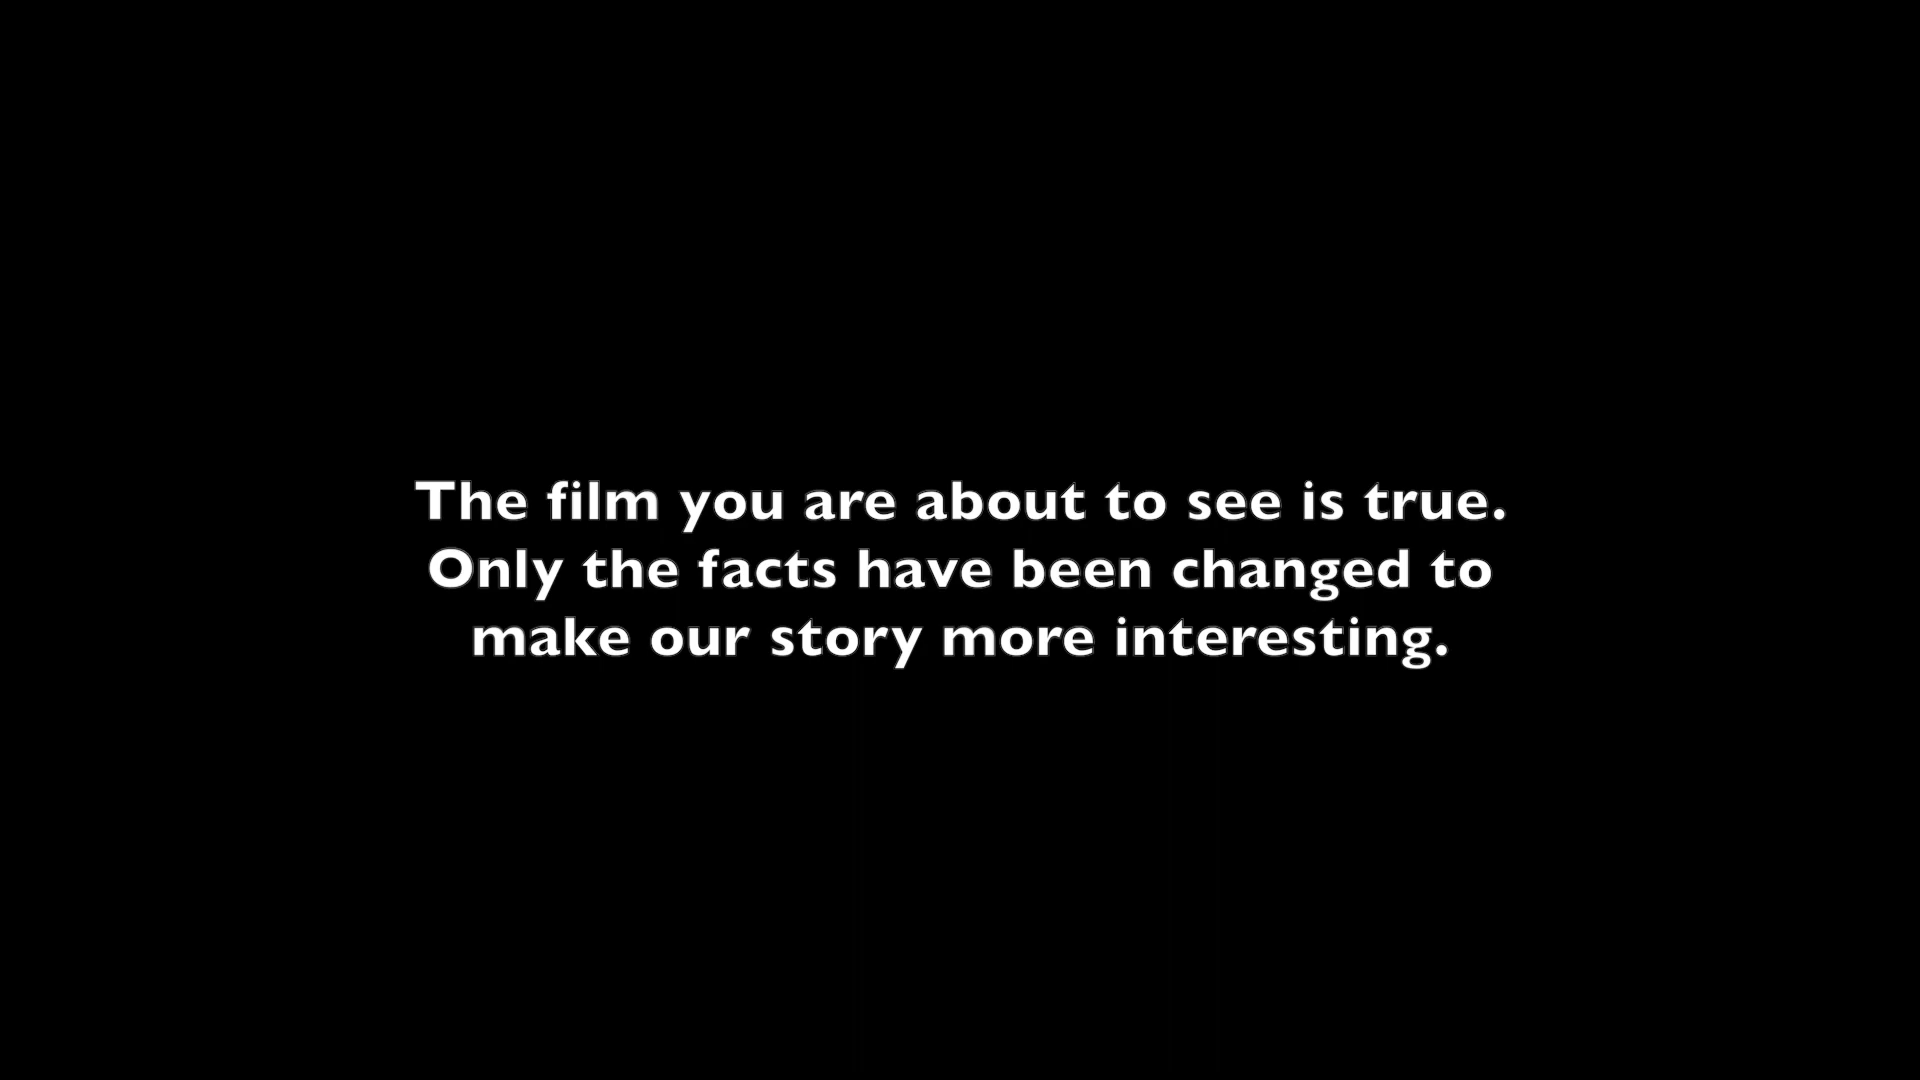 The film you are about to see is true.
Only the facts have been changed to
make our story more interesting.